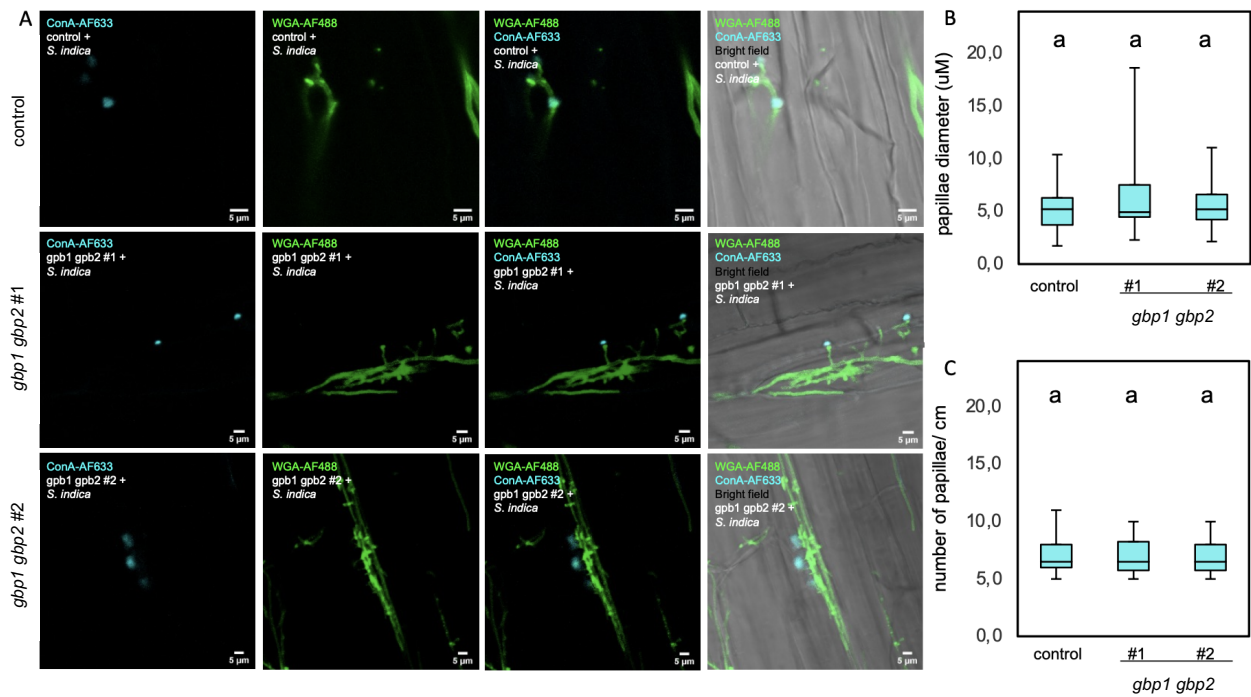 A
control
ConA-AF633
control +
S. indica
5 µm
WGA-AF488
control +
S. indica
5 µm
WGA-AF488
ConA-AF633
control +
S. indica
5 µm
WGA-AF488
ConA-AF633
Bright field
control +
S. indica
5 µm
gbp1 gbp2 #1
ConA-AF633
gpb1 gpb2 #1 +
S. indica
5 µm
WGA-AF488
gpb1 gpb2 #1 +
S. indica
5 µm
WGA-AF488
ConA-AF633
gpb1 gpb2 #1 +
S. indica
5 µm
WGA-AF488
ConA-AF633
Bright field
gpb1 gpb2 #1 +
S. indica
5 µm
gbp1 gbp2 #2
ConA-AF633
gpb1 gpb2 #2 +
S. indica
5 µm
WGA-AF488
gpb1 gpb2 #2 +
S. indica
5 µm
WGA-AF488
ConA-AF633
gpb1 gpb2 #2 +
S. indica
5 µm
WGA-AF488
ConA-AF633
Bright field
gpb1 gpb2 #2 +
S. indica
5 µm
B
papillae diameter (uM)
20,0
15,0
10,0
5,0
0,0
a a a
control #1 #2
gbp1 gbp2
C
number of papillae/ cm
20,0
15,0
10,0
5,0
0,0
a a a
control #1 #2
gbp1 gbp2